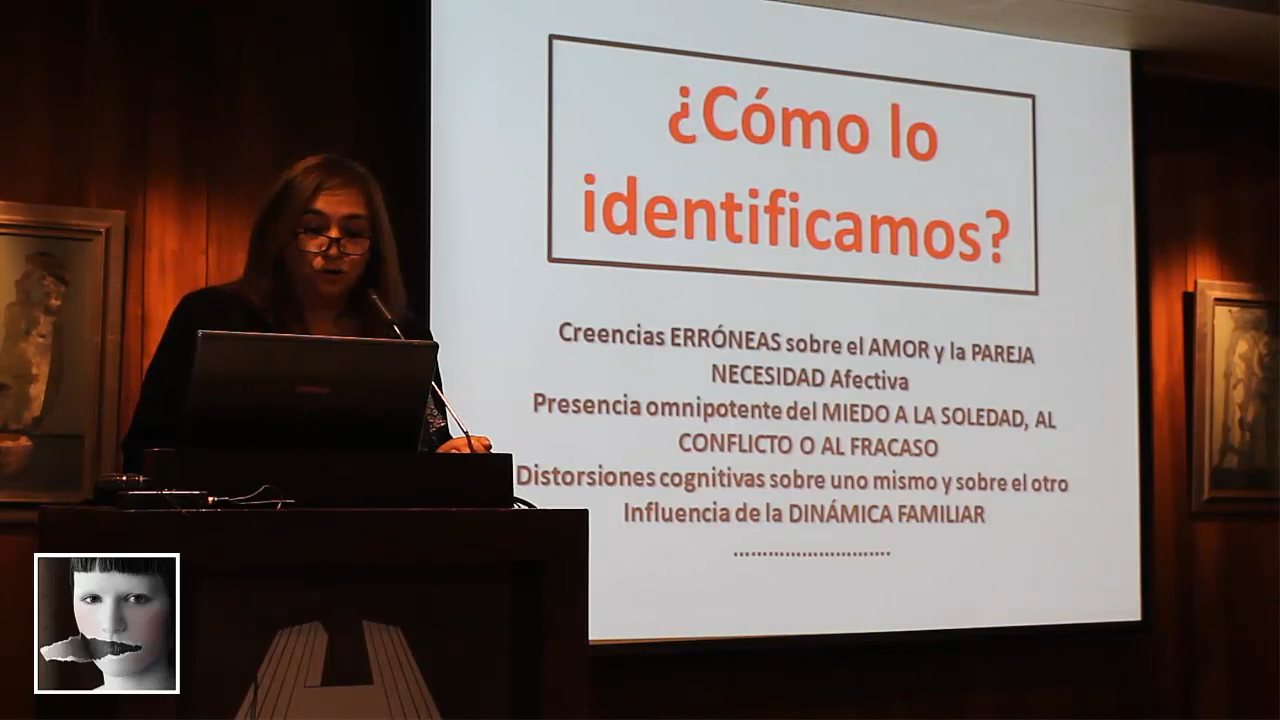 ¿Cómo lo
identificamos?
Creencias ERRÓNEAS sobre el AMOR y la PAREJA
NECESIDAD Afectiva
Presencia omnipotente del MIEDO A LA SOLEDAD, AL
CONFLICTO O AL FRACASO
Distorsiones cognitivas sobre uno mismo y sobre el otro
Influencia de la DINÁMICA FAMILIAR
..............................